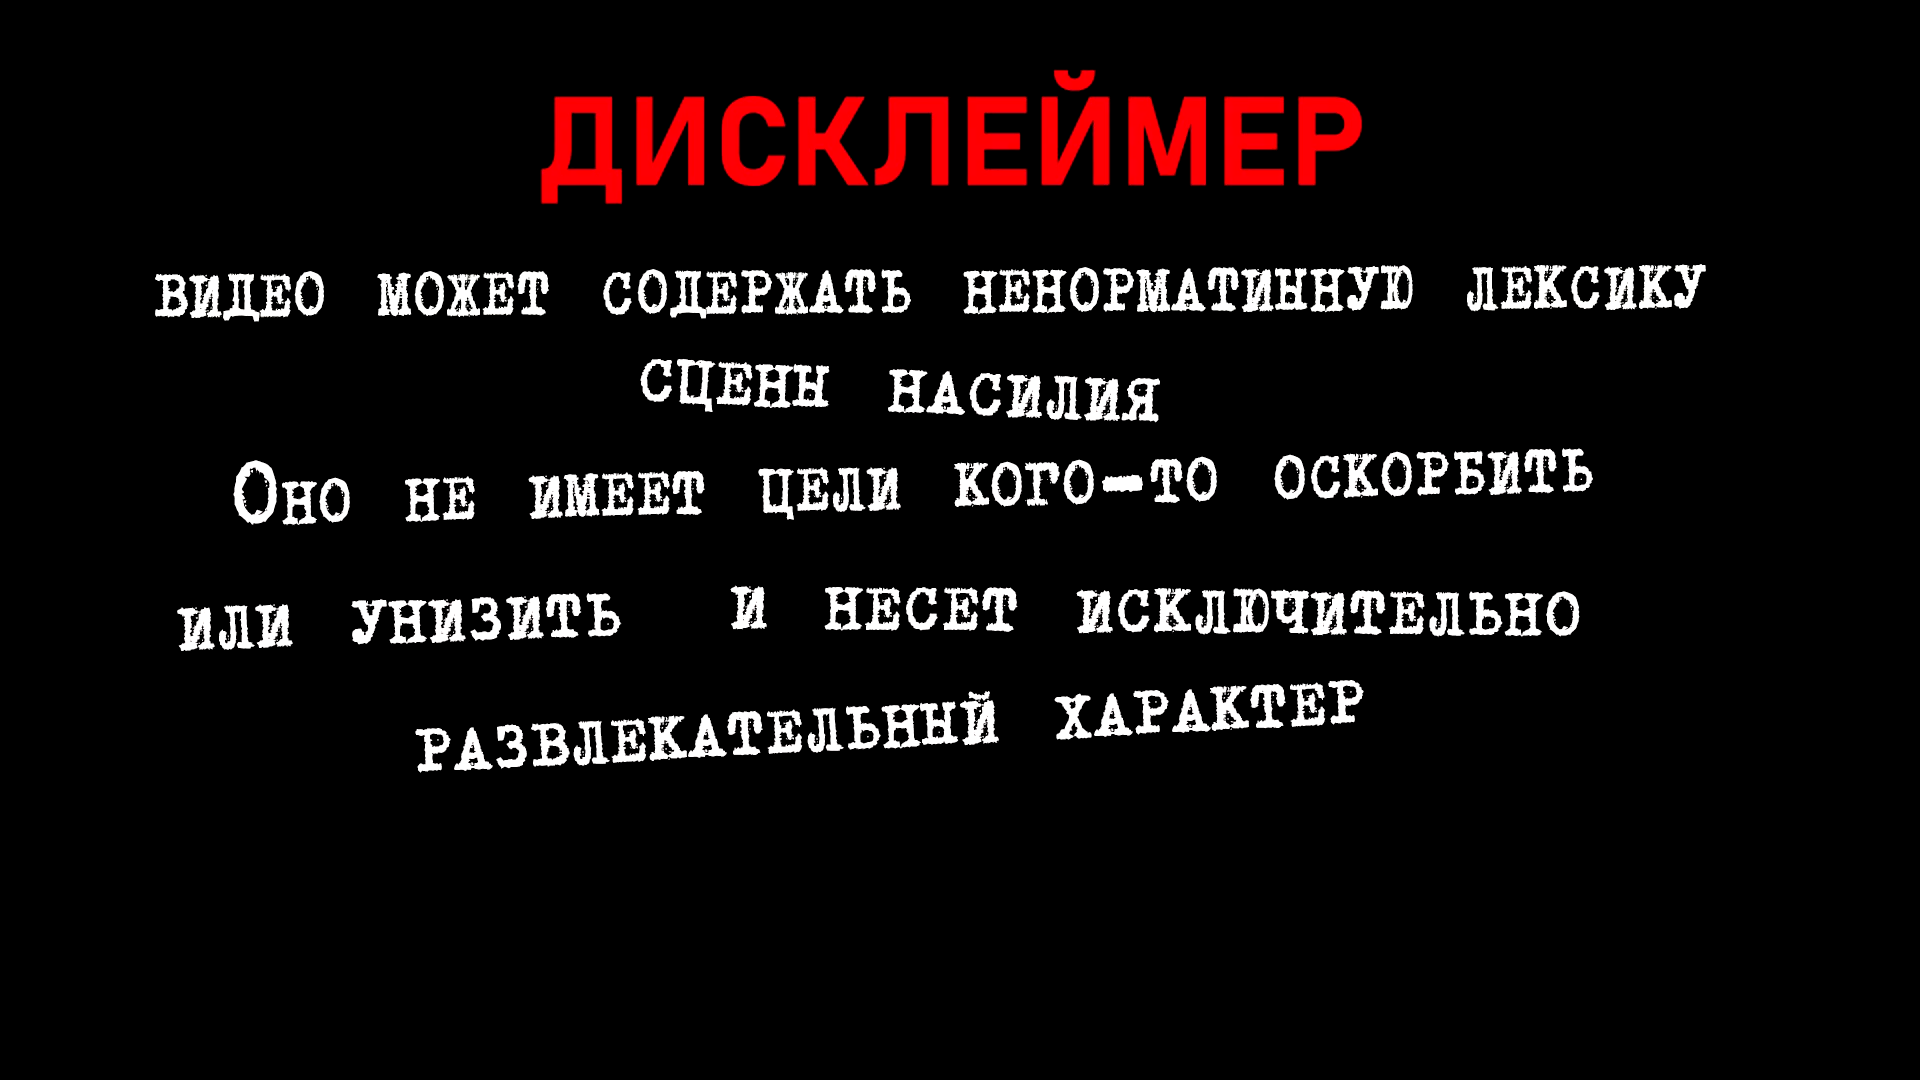 ДИСКЛЕЙМЕР
ВИДЕО МОЖЕТ СОДЕРЖАТЬ НЕНОРМАТИННУЮ ЛЕКСИКУ
СЦЕНЫ НАСИЛИЯ
Оно не имеет цели кого-то оскорбить
или унизить и несет исключительно
развлекательный характер